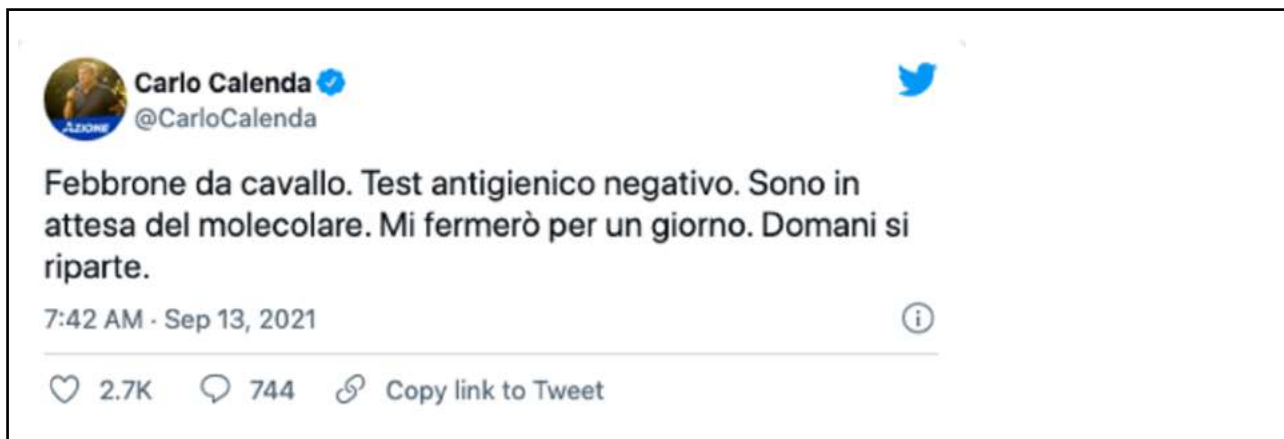 Carlo Calenda
@CarloCalenda
AZIONE
Febbrone da cavallo. Test antigienico negativo. Sono in
attesa del molecolare. Mi fermerò per un giorno. Domani si
riparte.
7:42 AM · Sep 13, 2021
2.7K 744 Copy link to Tweet